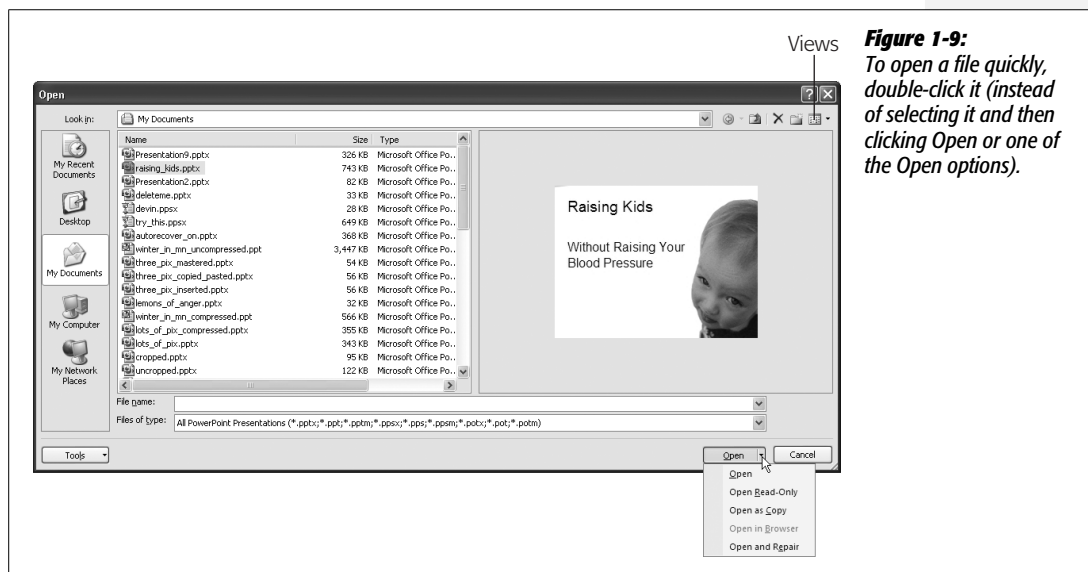 Views
Figure 1-9:
To open a file quickly,
double-click it (instead
of selecting it and then
clicking Open or one of
the Open options).
Open
Look in:
My Documents
My Recent
Documents
Desktop
My Documents
My Computer
My Network
Places
Name Size Type
Presentation9.pptx 326 KB Microsoft Office Po...
raising_kids.pptx 743 KB Microsoft Office Po...
Presentation2.pptx 82 KB Microsoft Office Po...
deleteme.pptx 33 KB Microsoft Office Po...
devin.ppsx 28 KB Microsoft Office Po...
try_this.ppsx 649 KB Microsoft Office Po...
autorecover_on.pptx 368 KB Microsoft Office Po...
winter_in_mn_uncompressed.ppt 3,447 KB Microsoft Office Po...
three_pix_mastered.pptx 54 KB Microsoft Office Po...
three_pix_copied_pasted.pptx 56 KB Microsoft Office Po...
three_pix_inserted.pptx 56 KB Microsoft Office Po...
lemons_of_anger.pptx 32 KB Microsoft Office Po...
winter_in_mn_compressed.ppt 566 KB Microsoft Office Po...
lots_of_pix_compressed.pptx 355 KB Microsoft Office Po...
lots_of_pix.pptx 343 KB Microsoft Office Po...
cropped.pptx 95 KB Microsoft Office Po...
uncropped.pptx 122 KB Microsoft Office Po...
Raising Kids
Without Raising Your
Blood Pressure
File name:
Files of type: All PowerPoint Presentations (*.pptx;*.ppt;*.pptm;*.ppsx;*.pps;*.ppsm;*.potx;*.pot;*.potm)
Tools
Open
Cancel
Open
Open Read-Only
Open as Copy
Open in Browser
Open and Repair